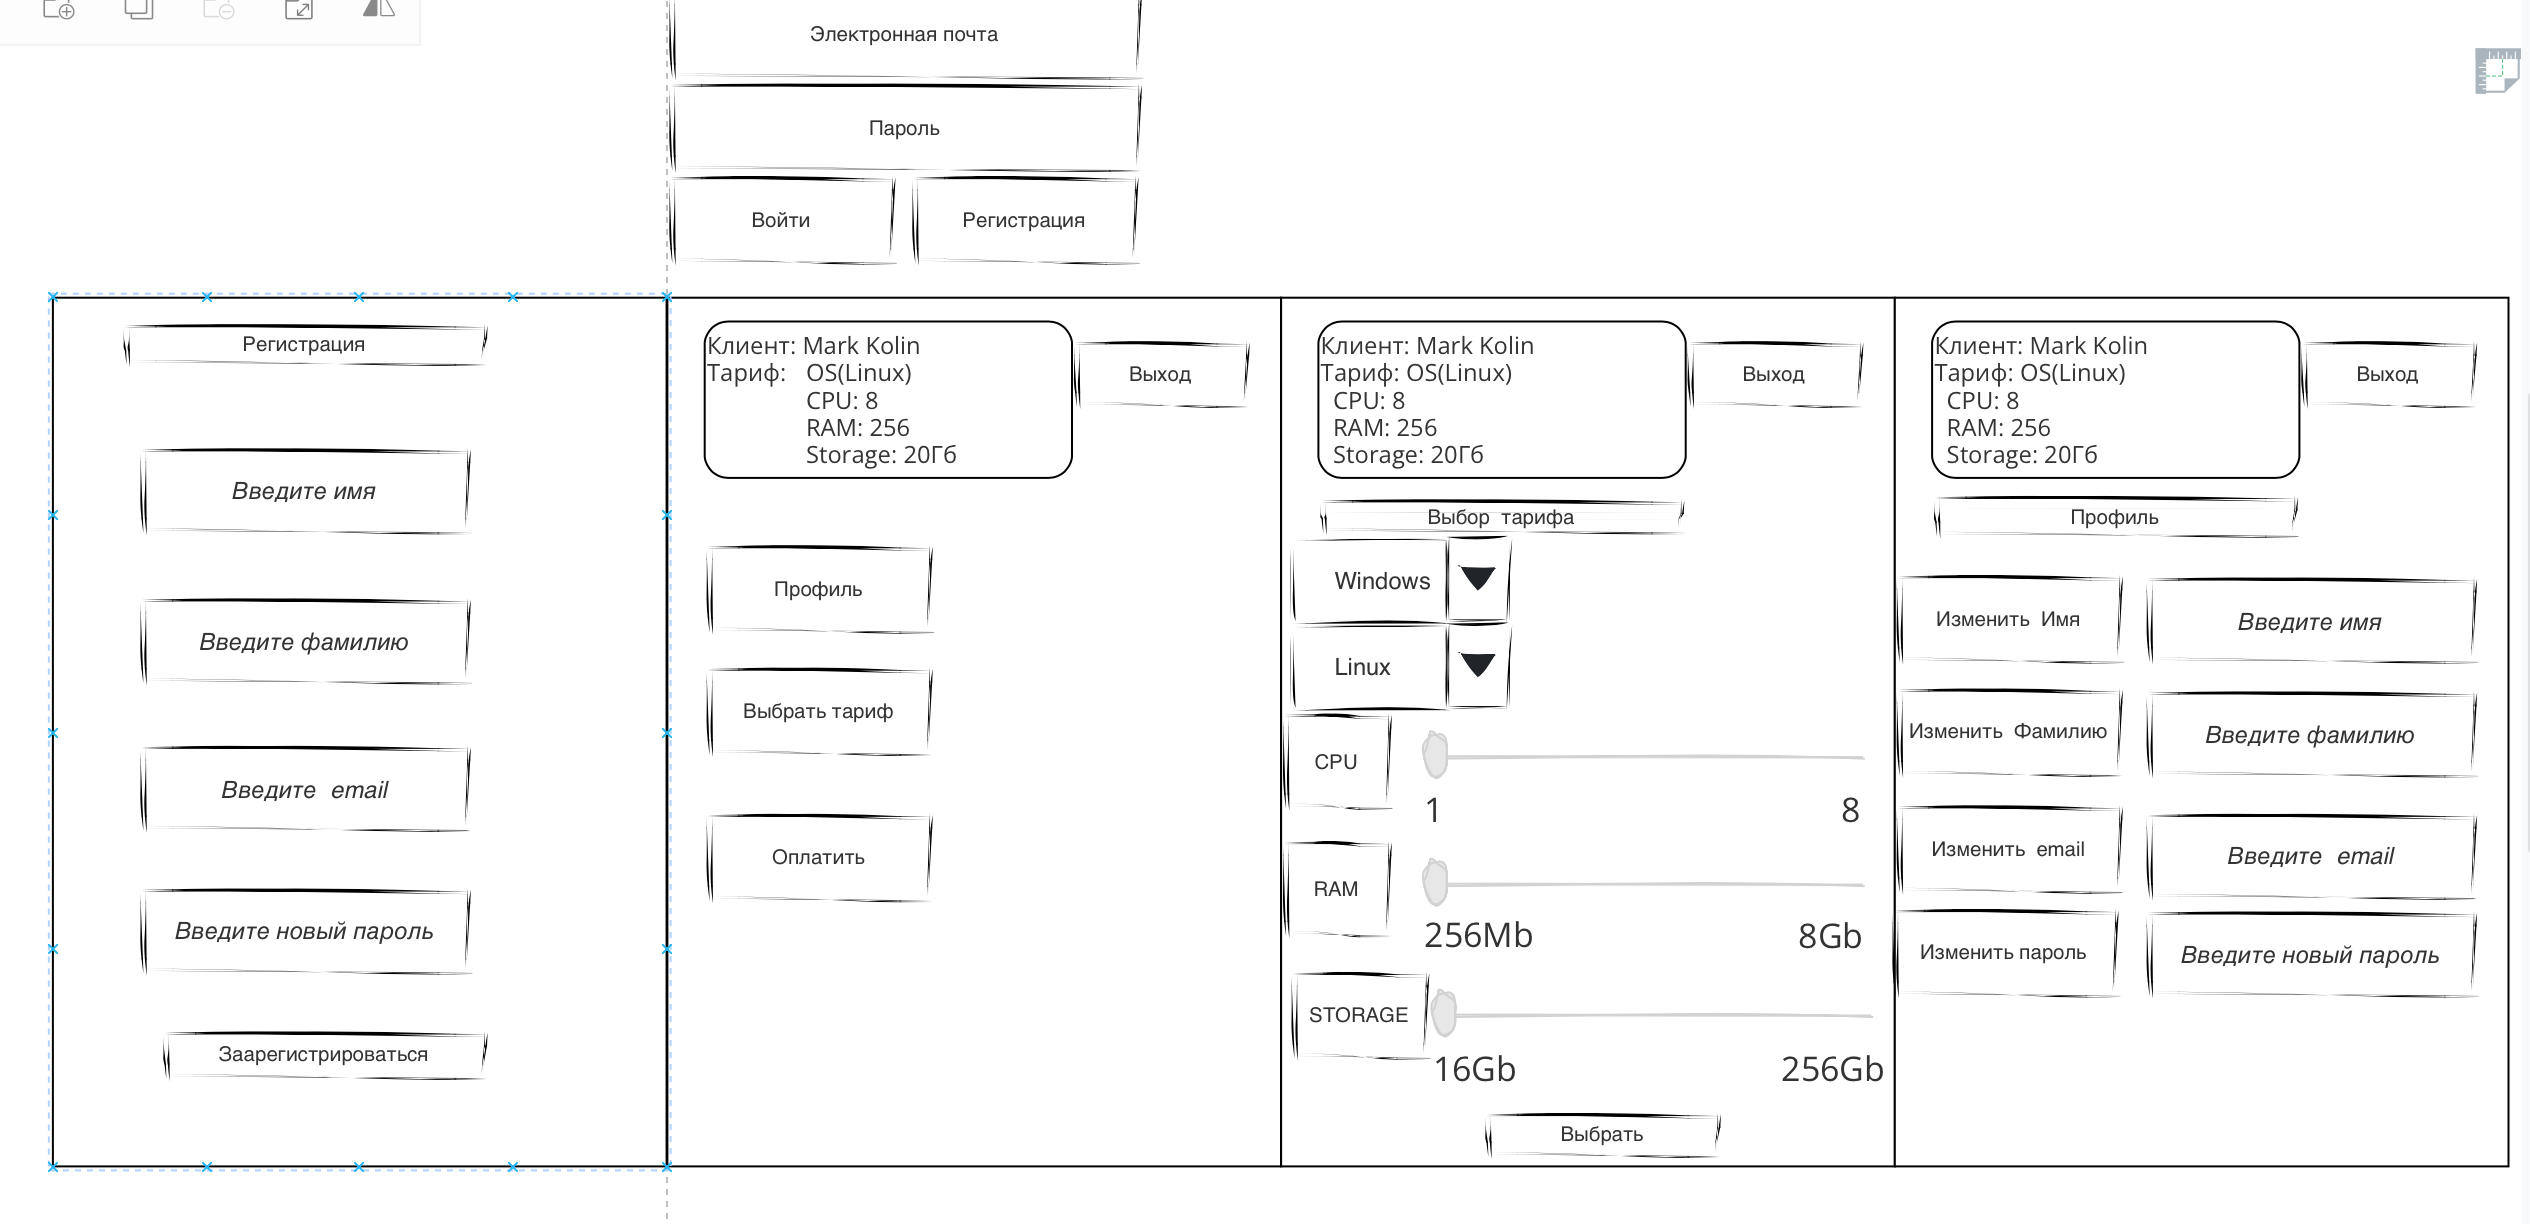 Электронная почта
Пароль
Войти
Регистрация
Регистрация
Введите имя
Введите фамилию
Введите email
Введите новый пароль
Заарегистрироваться
Клиент: Mark Kolin
Тариф: OS(Linux)
CPU: 8
RAM: 256
Storage: 20Гб
Выход
Профиль
Выбрать тариф
Оплатить
Клиент: Mark Kolin
Тариф: OS(Linux)
CPU: 8
RAM: 256
Storage: 20Гб
Выход
Выбор тарифа
Windows
Linux
CPU
1 8
RAM
256Mb 8Gb
STORAGE
16Gb 256Gb
Выбрать
Клиент: Mark Kolin
Тариф: OS(Linux)
CPU: 8
RAM: 256
Storage: 20Гб
Выход
Профиль
Изменить Имя
Введите имя
Изменить Фамилию
Введите фамилию
Изменить email
Введите email
Изменить пароль
Введите новый пароль